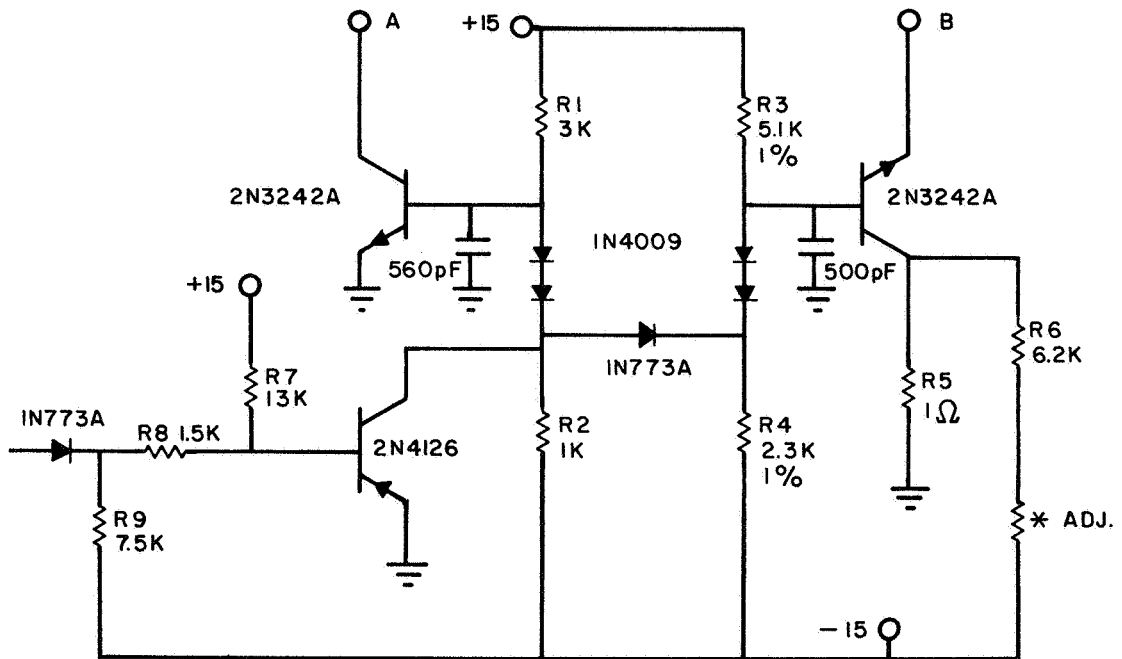 A
+15
B
R1
3K
R3
5.1K
1%
2N3242A
1N4009
2N3242A
560pF
500pF
+15
R6
6.2K
1N773A
R7
13K
R5
1Ω
1N773A
R8 1.5K
2N4126
R2
1K
R4
2.3K
1%
* ADJ.
R9
7.5K
-15